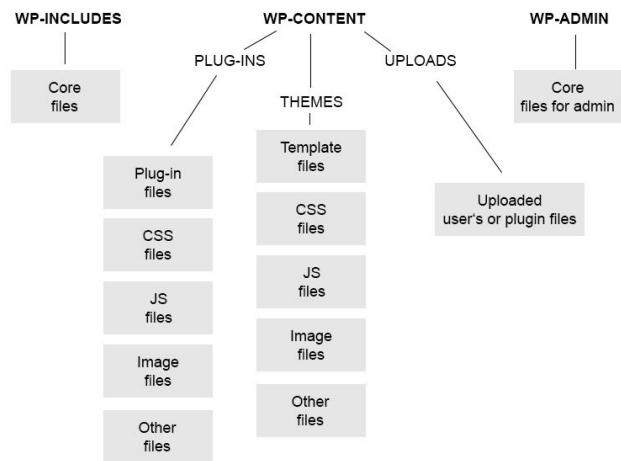 WP-INCLUDES
WP-CONTENT
WP-ADMIN
PLUG-INS
UPLOADS
THEMES
Core
files
Core
files for admin
Plug-in
files
CSS
files
JS
files
Image
files
Other
files
Template
files
CSS
files
JS
files
Image
files
Other
files
Uploaded
user‘s or plugin files